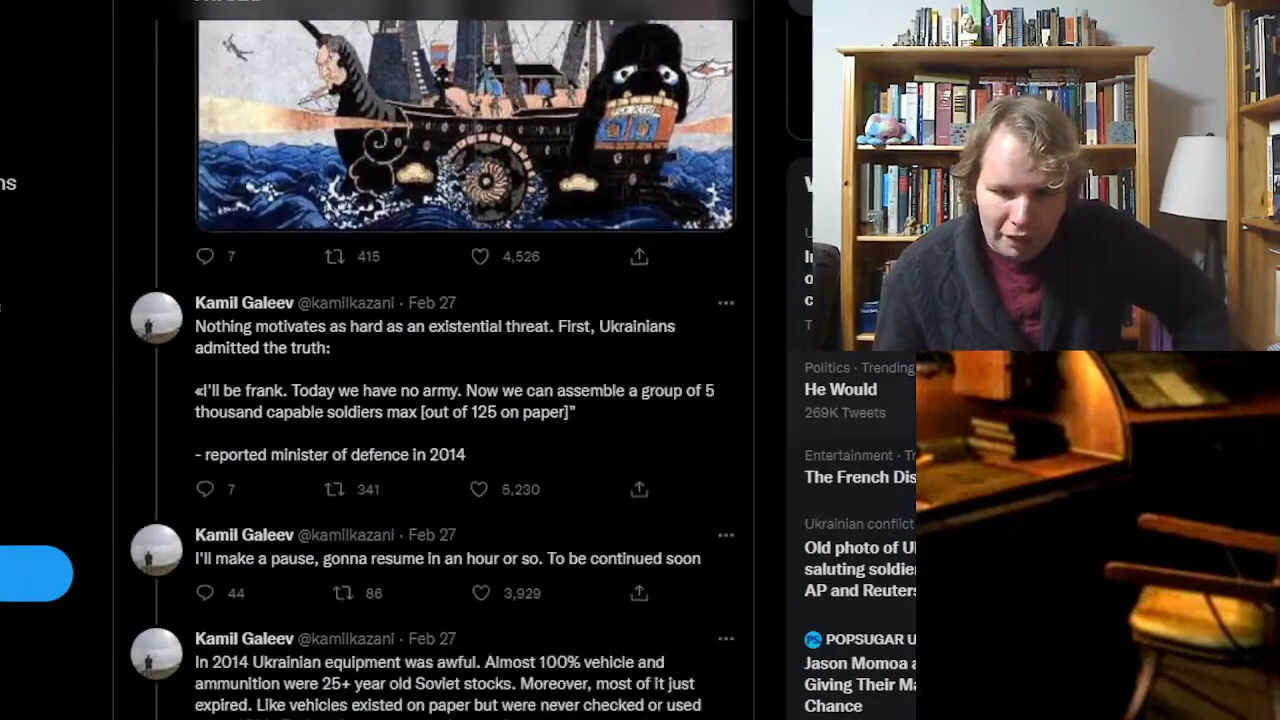 ns
7
415
4,526
Kamil Galeev @kamilkazani · Feb 27
Nothing motivates as hard as an existential threat. First, Ukrainians
admitted the truth:
«I'll be frank. Today we have no army. Now we can assemble a group of 5
thousand capable soldiers max [out of 125 on paper]"
- reported minister of defence in 2014
7
341
5,230
Kamil Galeev @kamilkazani · Feb 27
I'll make a pause, gonna resume in an hour or so. To be continued soon
44
86
3,929
Kamil Galeev @kamilkazani · Feb 27
In 2014 Ukrainian equipment was awful. Almost 100% vehicle and
ammunition were 25+ year old Soviet stocks. Moreover, most of it just
expired. Like vehicles existed on paper but were never checked or used
Politics · Trending
He Would
269K Tweets
Entertainment · Tr
The French Dis
Ukrainian conflict
Old photo of U
saluting soldie
AP and Reuters
POPSUGAR U
Jason Momoa a
Giving Their Ma
Chance